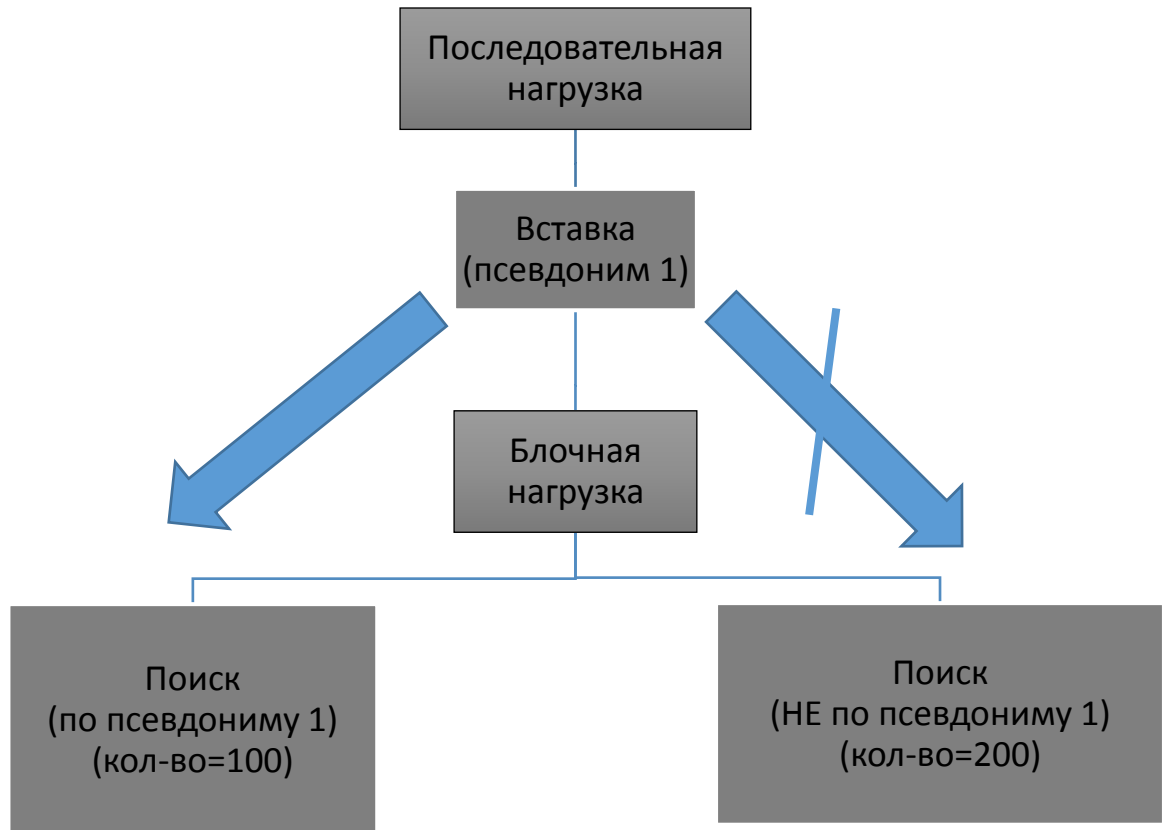 Последовательная
нагрузка
Вставка
(псевдоним 1)
Блочная
нагрузка
Поиск
(по псевдониму 1)
(кол-во=100)
Поиск
(НЕ по псевдониму 1)
(кол-во=200)